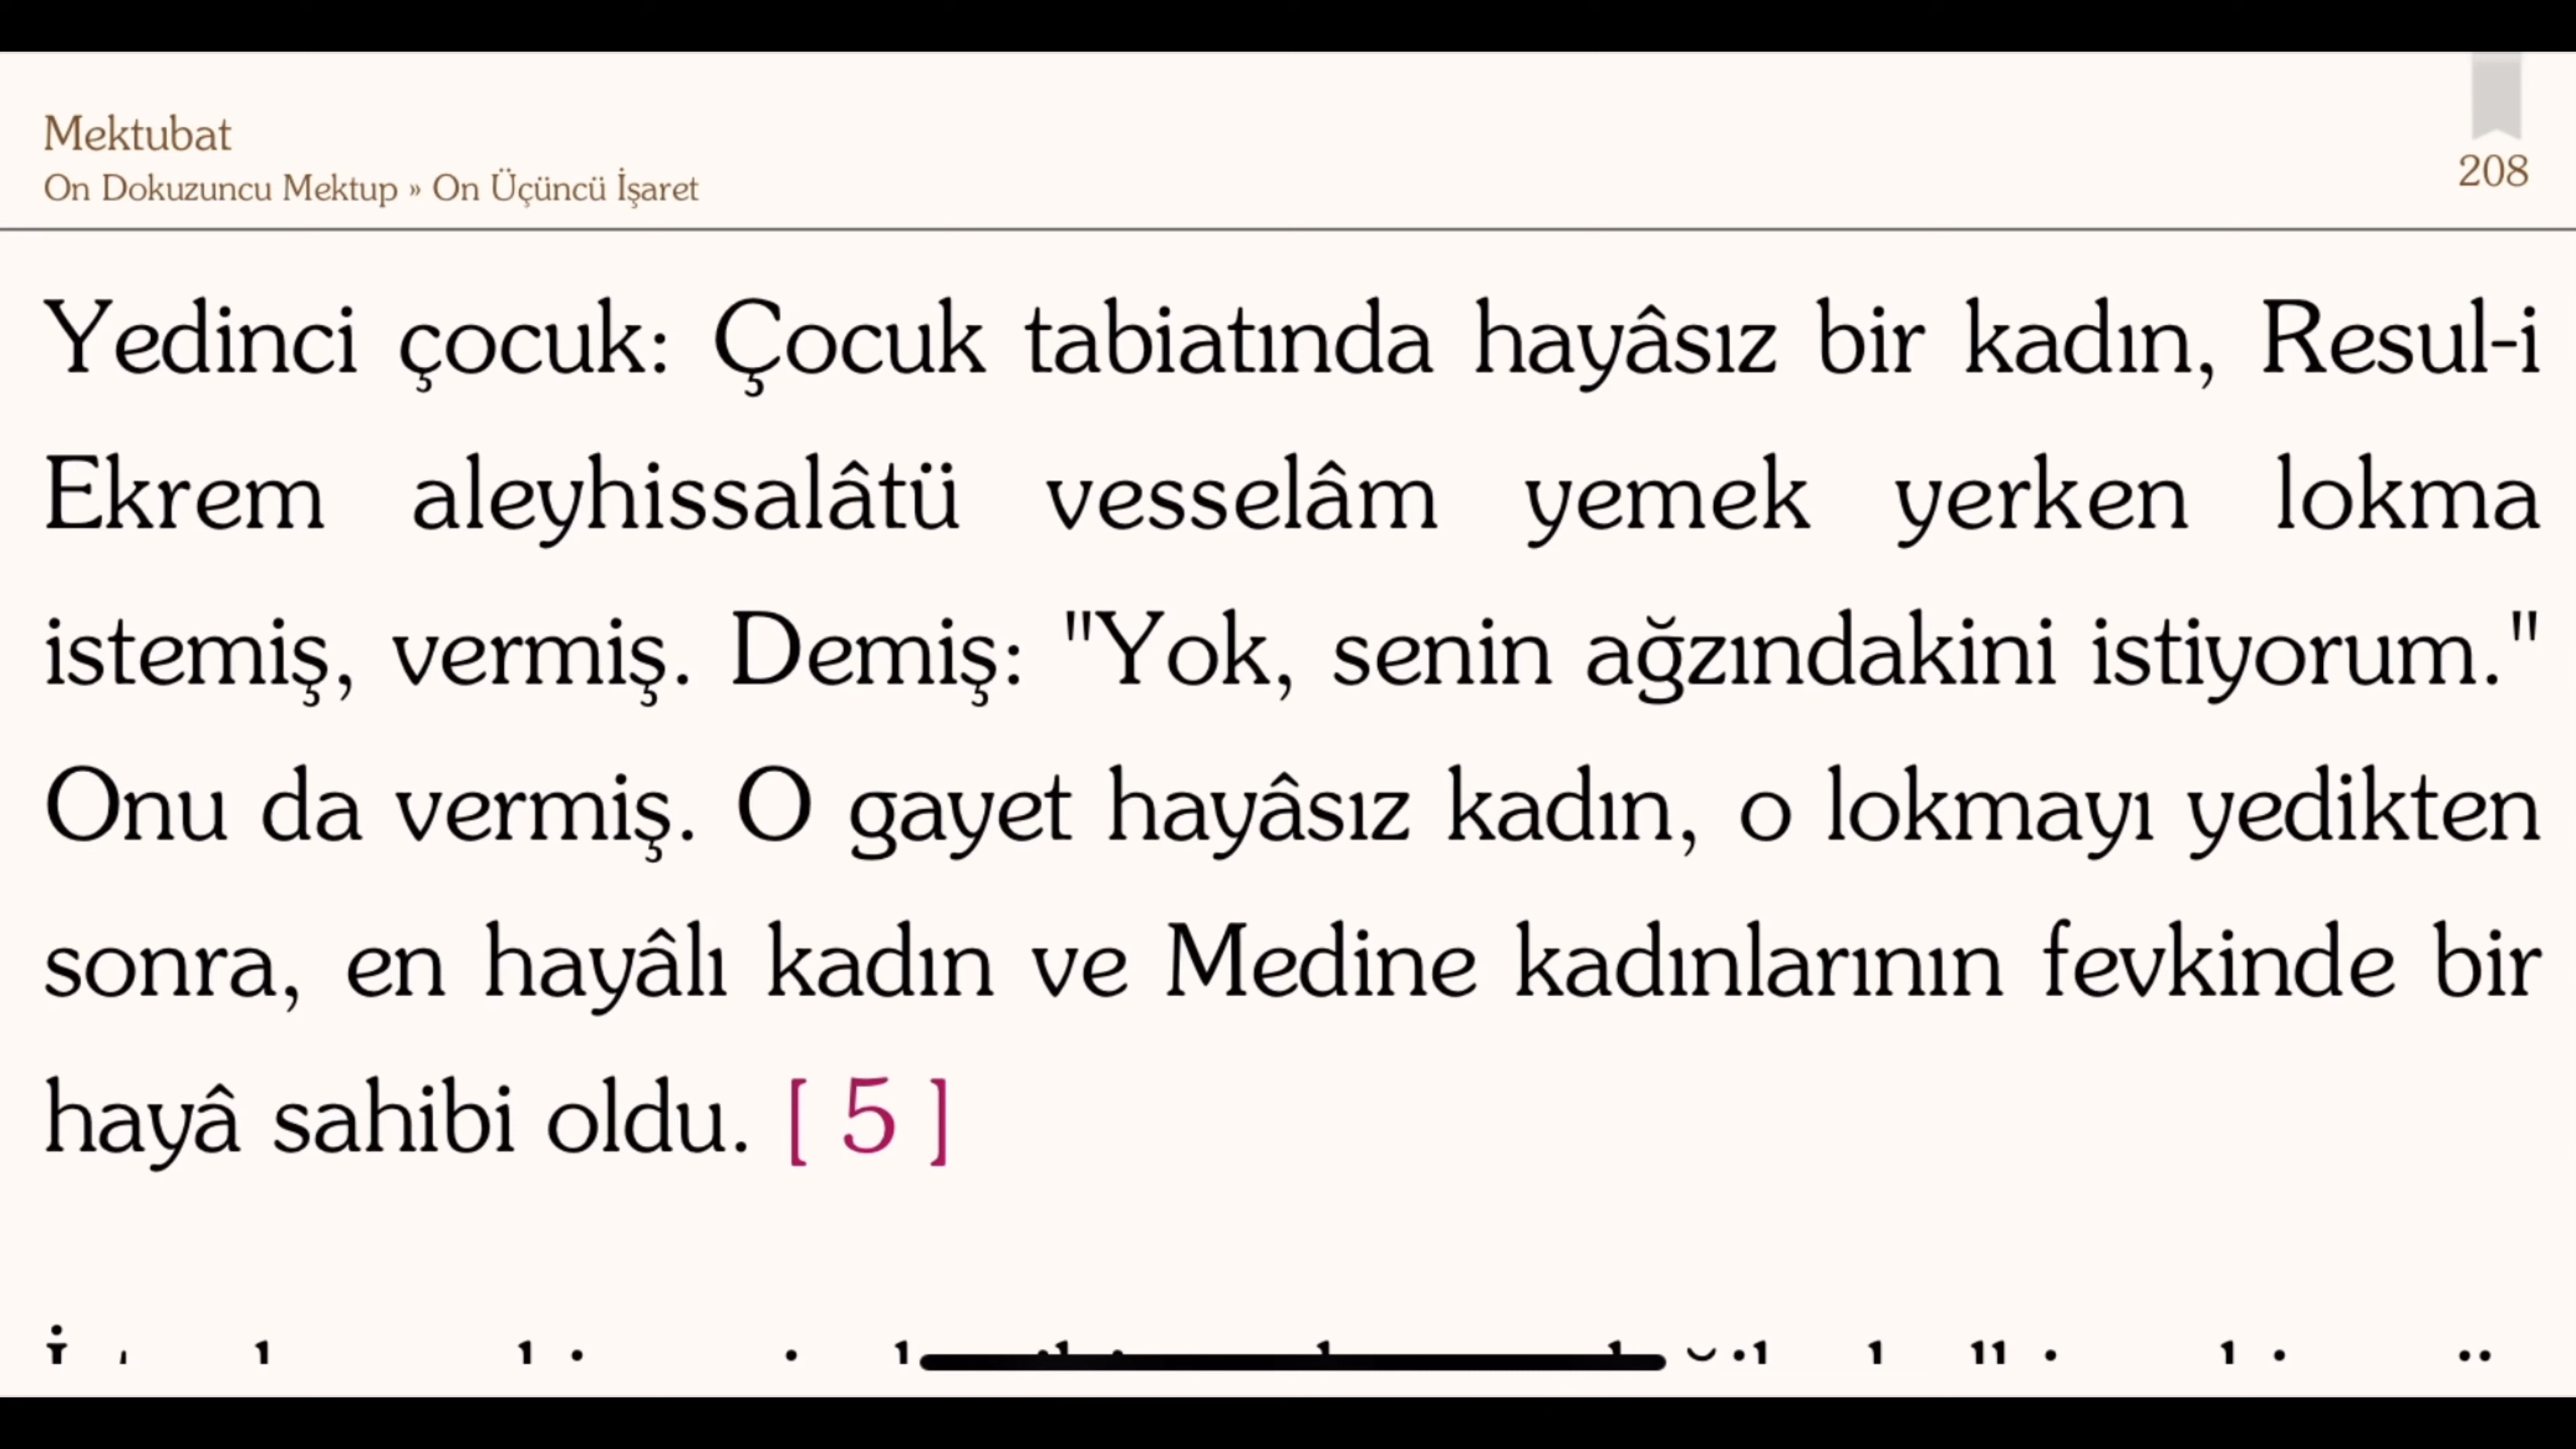 Mektubat
On Dokuzuncu Mektup » On Üçüncü İşaret
208
Yedinci çocuk: Çocuk tabiatında hayâsız bir kadın, Resul-i
Ekrem aleyhissalâtü vesselâm yemek yerken lokma
istemiş, vermiş. Demiş: "Yok, senin ağzındakini istiyorum."
Onu da vermiş. O gayet hayâsız kadın, o lokmayı yedikten
sonra, en hayâlı kadın ve Medine kadınlarının fevkinde bir
hayâ sahibi oldu. [ 5 ]